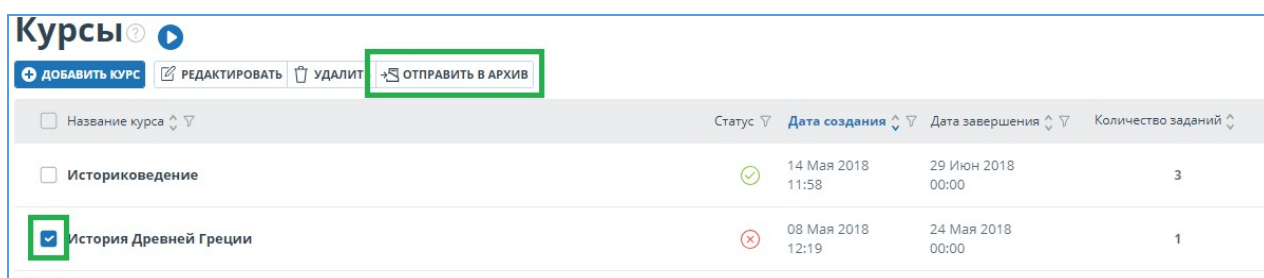 Курсы
ДОБАВИТЬ КУРС РЕДАКТИРОВАТЬ УДАЛИТ ОТПРАВИТЬ В АРХИВ
Название курса Статус Дата создания Дата завершения Количество заданий
Историковедение 14 Мая 2018 11:58 29 Июн 2018 00:00 3
История Древней Греции 08 Мая 2018 12:19 24 Мая 2018 00:00 1